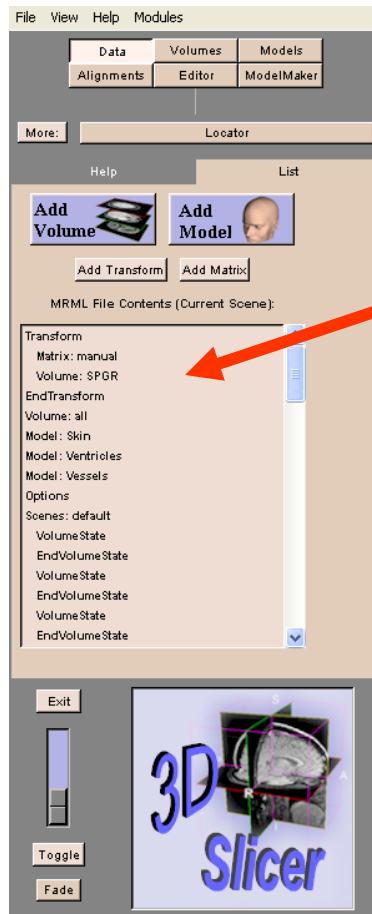 File View Help Modules
Data Volumes Models
Alignments Editor ModelMaker
More: Locator
Help List
Add Volume Add Model
Add Transform Add Matrix
MRML File Contents (Current Scene):
Transform
Matrix: manual
Volume: SPGR
EndTransform
Volume: all
Model: Skin
Model: Ventricles
Model: Vessels
Options
Scenes: default
VolumeState
EndVolumeState
VolumeState
EndVolumeState
VolumeState
EndVolumeState
Exit
Toggle
Fade
S
A
R
I
3D
Slicer